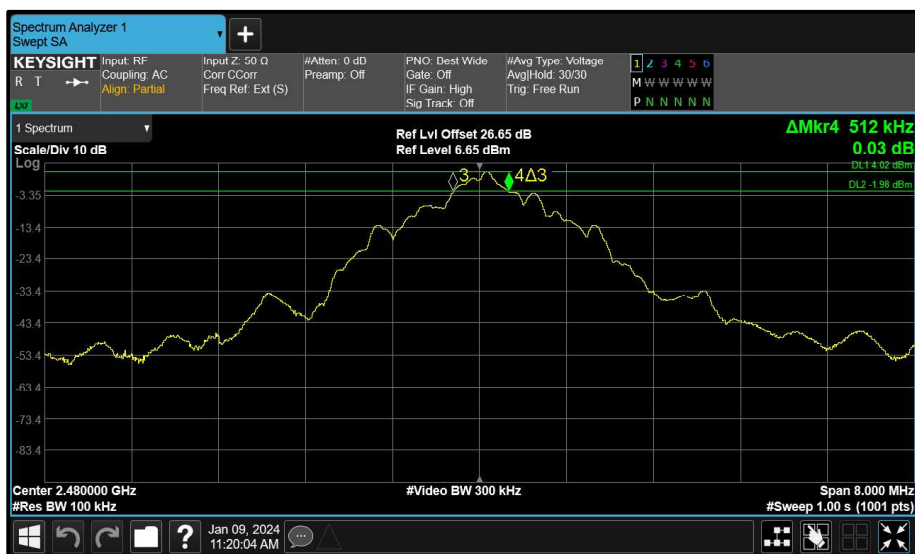 Spectrum Analyzer 1
Swept SA
KEYSIGHT
R T
LXI
Input: RF
Coupling: AC
Align: Partial
Input Z: 50 Ω
Corr CCorr
Freq Ref: Ext (S)
#Atten: 0 dB
Preamp: Off
PNO: Best Wide
Gate: Off
IF Gain: High
Sig Track: Off
#Avg Type: Voltage
Avg|Hold: 30/30
Trig: Free Run
1 2 3 4 5 6
M W W W W W
P N N N N N
1 Spectrum
Scale/Div 10 dB
Ref Lvl Offset 26.65 dB
Ref Level 6.65 dBm
ΔMkr4 512 kHz
0.03 dB
Log
DL1 4.02 dBm
3
4Δ3
DL2 -1.98 dBm
-3.35
-13.4
-23.4
-33.4
-43.4
-53.4
-63.4
-73.4
-83.4
Center 2.480000 GHz
#Video BW 300 kHz
Span 8.000 MHz
#Res BW 100 kHz
#Sweep 1.00 s (1001 pts)
Jan 09, 2024
11:20:04 AM